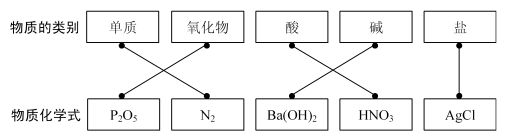 物质的类别 单质 氧化物 酸 碱 盐
物质化学式 P₂O₅ N₂ Ba(OH)₂ HNO₃ AgCl